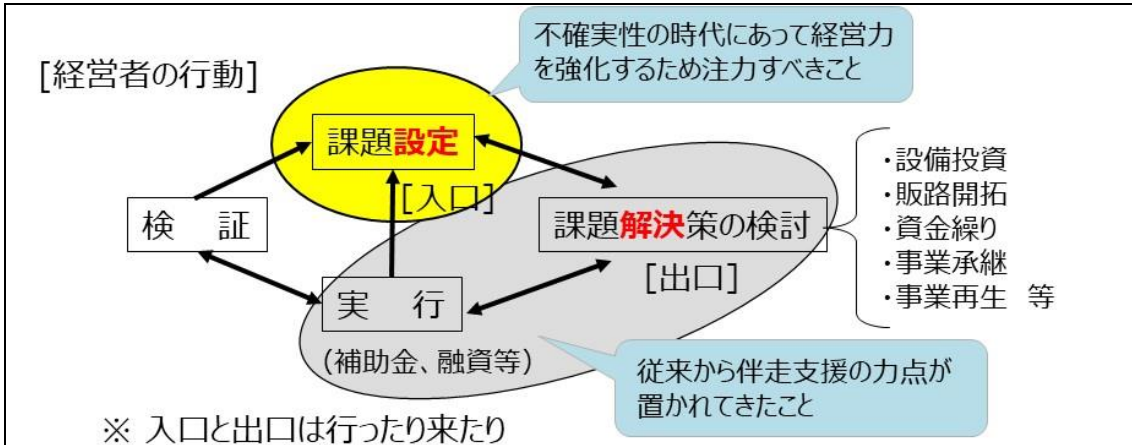 不確実性の時代にあって経営力
を強化するため注力すべきこと
[経営者の行動]
課題設定
[入口]
検　証
課題解決策の検討
[出口]
・設備投資
・販路開拓
・資金繰り
・事業承継
・事業再生　等
実　行
(補助金、融資等)
従来から伴走支援の力点が
置かれてきたこと
※ 入口と出口は行ったり来たり